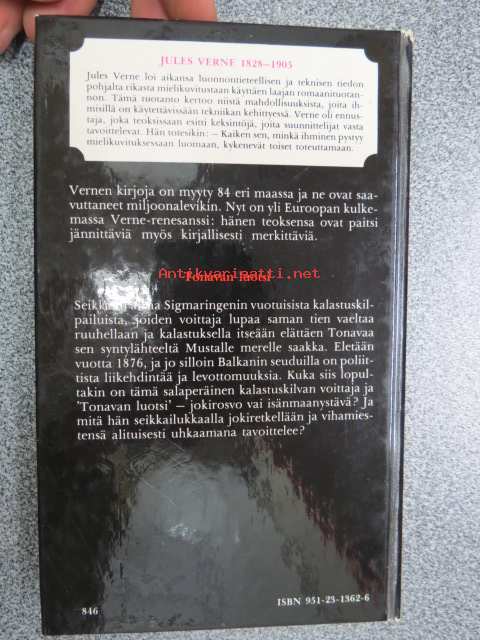 JULES VERNE 1828–1905
Jules Verne loi aikansa luonnontieteellisen ja teknisen tiedon
pohjalta rikasta mielikuvitustaan käyttäen laajan romaanituotan-
non. Tämä tuotanto kertoo niistä mahdollisuuksista, joita ih-
misillä on käytettävissään tekniikan kehittyessä. Verne oli ennus-
taja, joka teoksissaan esitti keksintöjä, joita suunnittelijat vasta
tavoittelevat. Hän totesikin: – Kaiken sen, minkä ihminen pystyy
mielikuvituksessaan luomaan, kykenevät toiset toteuttamaan.
Vernen kirjoja on myyty 84 eri maassa ja ne ovat saa-
vuttaneet miljoonalevikin. Nyt on yli Euroopan kulke-
massa Verne-renesanssi: hänen teoksensa ovat paitsi
jännittäviä myös kirjallisesti merkittäviä.
Antikvariaatti.net
Tonavan luotsi
Sigmaringenin vuotuisista kalastuskil-
pailuista, joiden voittaja lupaa saman tien vaeltaa
ruuhellaan ja kalastuksella itseään elättäen Tonavaa
sen syntylähteeltä Mustalle merelle saakka. Eletään
vuotta 1876, ja jo silloin Balkanin seuduilla on poliit-
tista liikehdintää ja levottomuuksia. Kuka siis lopul-
takin on tämä salaperäinen kalastuskilvan voittaja ja
'Tonavan luotsi' – jokirosvo vai isänmaanystävä? Ja
mitä hän seikkailukkaalla jokiretkellään ja vihamies-
tensä alituisesti uhkaamana tavoittelee?
846
ISBN 951-23-1362-6